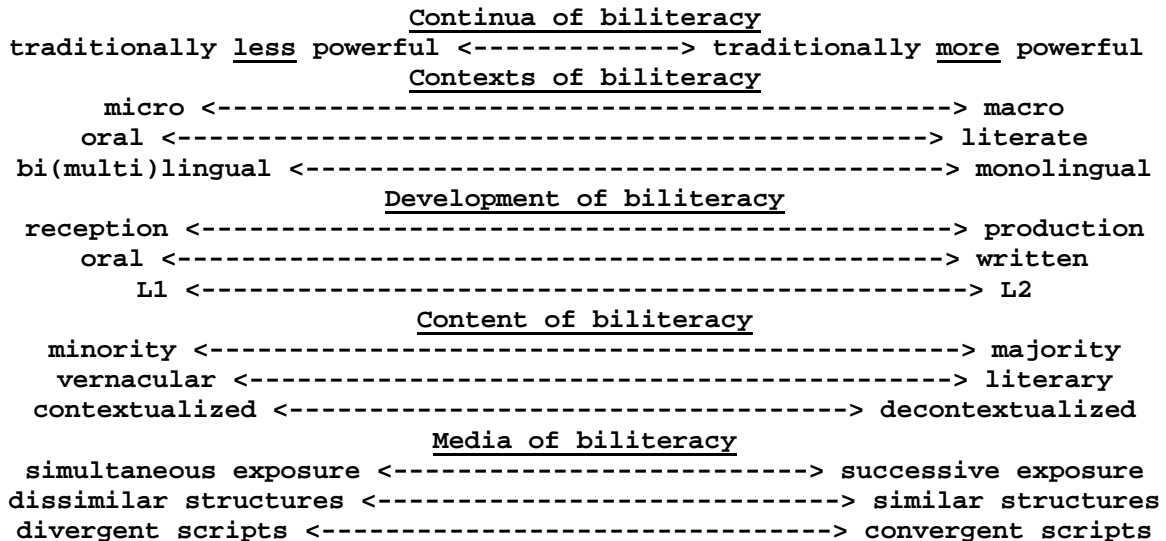 Continua of biliteracy
traditionally less powerful <-------------> traditionally more powerful
Contexts of biliteracy
micro <-----------------------------------------------> macro
oral <------------------------------------------------> literate
bi(multi)lingual <-----------------------------------------> monolingual
Development of biliteracy
reception <------------------------------------------------> production
oral <-------------------------------------------------> written
L1 <--------------------------------------------------> L2
Content of biliteracy
minority <------------------------------------------------> majority
vernacular <---------------------------------------------> literary
contextualized <-----------------------------------> decontextualized
Media of biliteracy
simultaneous exposure <--------------------------> successive exposure
dissimilar structures <-----------------------------> similar structures
divergent scripts <--------------------------------> convergent scripts